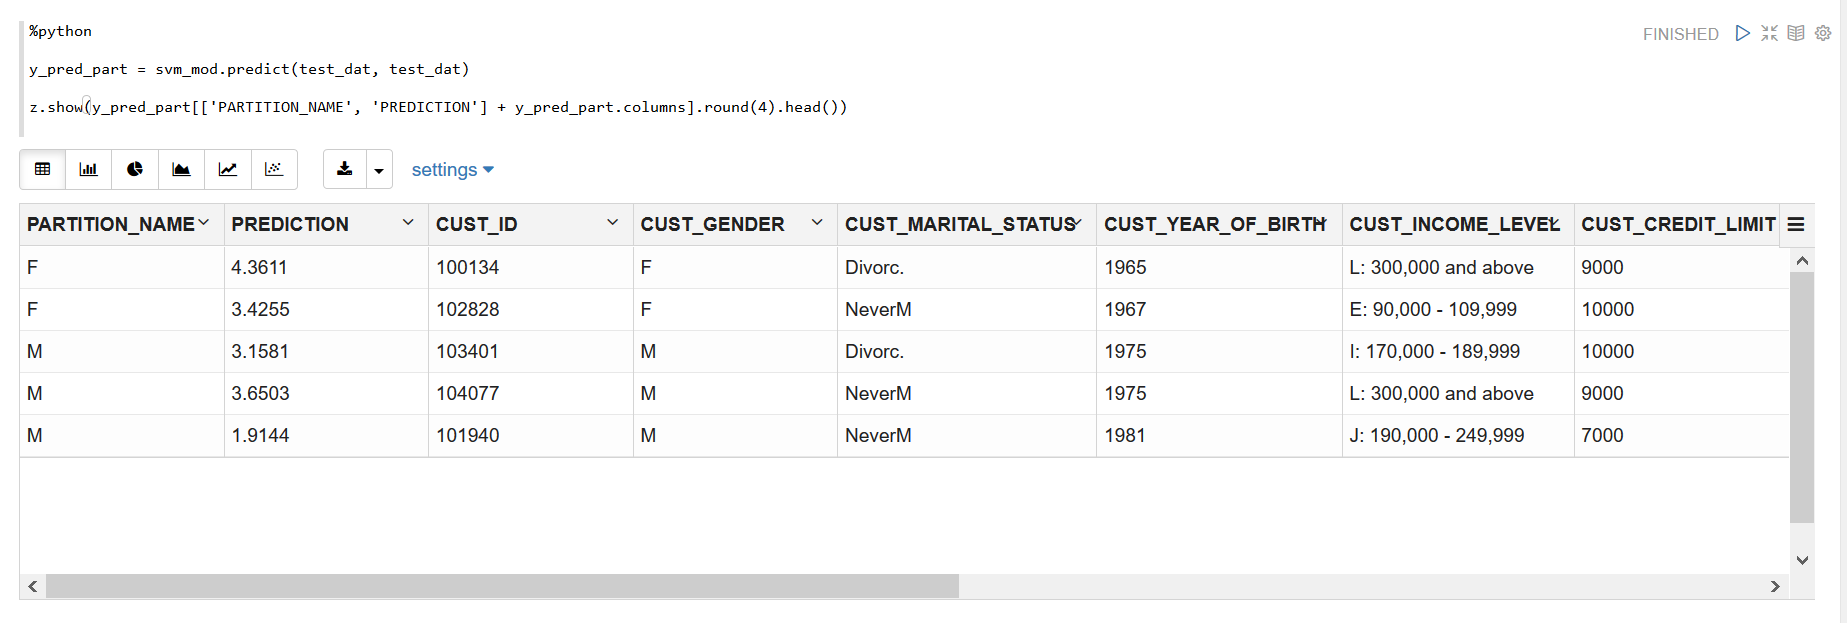 %python
FINISHED
y_pred_part = svm_mod.predict(test_dat, test_dat)
z.show(y_pred_part[['PARTITION_NAME', 'PREDICTION'] + y_pred_part.columns].round(4).head())
settings
PARTITION_NAME PREDICTION CUST_ID CUST_GENDER CUST_MARITAL_STATUS CUST_YEAR_OF_BIRTH CUST_INCOME_LEVEL CUST_CREDIT_LIMIT
F 4.3611 100134 F Divorc. 1965 L: 300,000 and above 9000
F 3.4255 102828 F NeverM 1967 E: 90,000 - 109,999 10000
M 3.1581 103401 M Divorc. 1975 I: 170,000 - 189,999 10000
M 3.6503 104077 M NeverM 1975 L: 300,000 and above 9000
M 1.9144 101940 M NeverM 1981 J: 190,000 - 249,999 7000